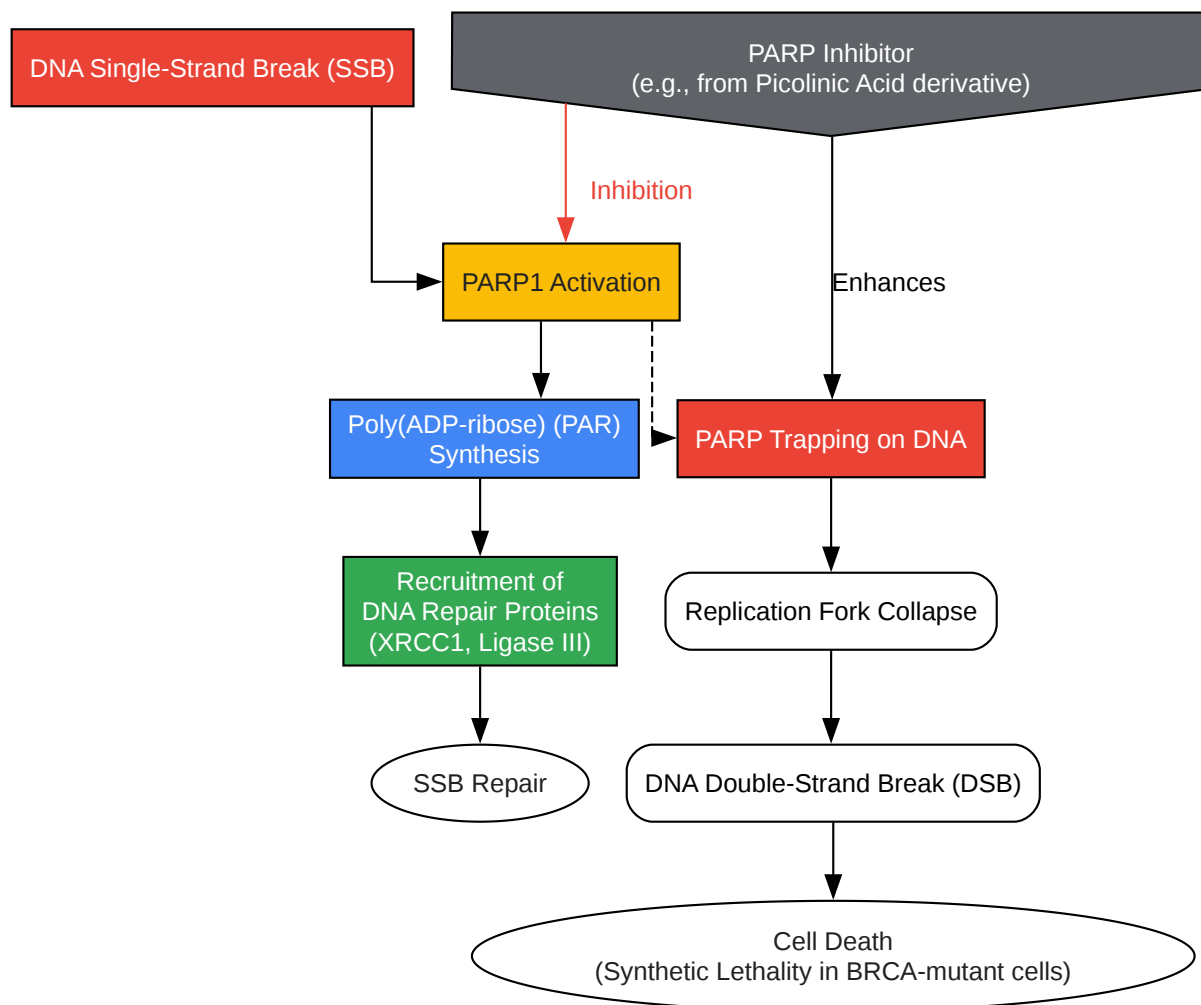 DNA Single-Strand Break (SSB)
PARP Inhibitor
(e.g., from Picolinic Acid derivative)
Inhibition
PARP1 Activation
Enhances
Poly(ADP-ribose) (PAR)
Synthesis
PARP Trapping on DNA
Recruitment of
DNA Repair Proteins
(XRCC1, Ligase III)
Replication Fork Collapse
SSB Repair
DNA Double-Strand Break (DSB)
Cell Death
(Synthetic Lethality in BRCA-mutant cells)